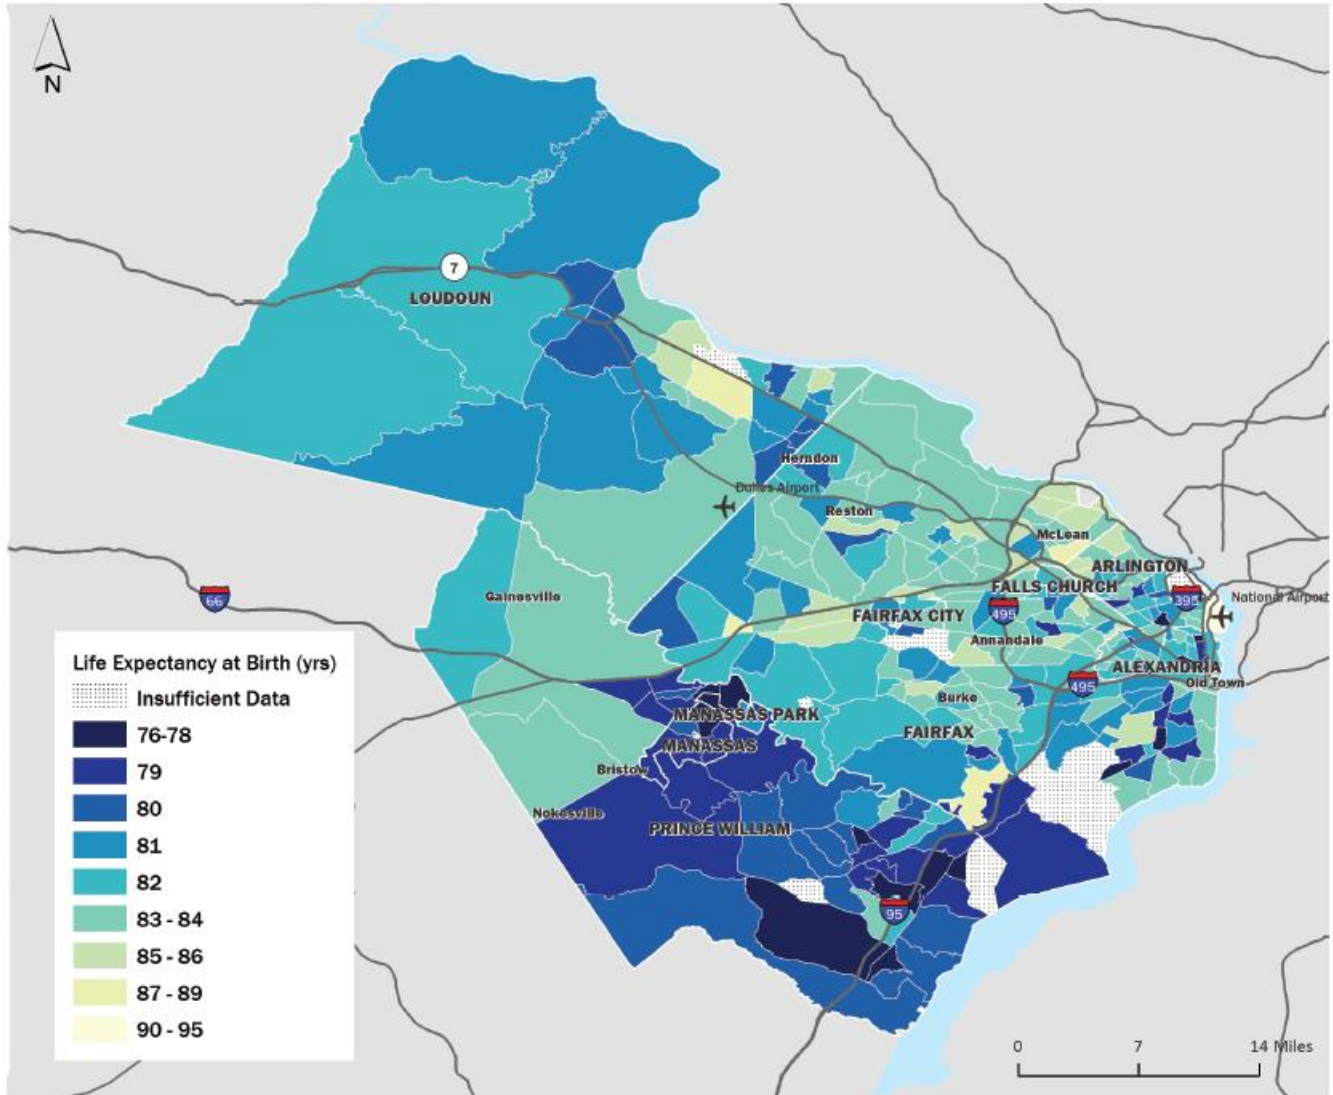 N
7
LOUDOUN
Herndon
Dulles Airport
Reston
McLean
ARLINGTON
FALLS CHURCH
Gainesville
66
395
National Airport
FAIRFAX CITY
495
Annandale
ALEXANDRIA
Old Town
495
Burke
MANASSAS PARK
FAIRFAX
MANASSAS
Bristow
Nokesville
PRINCE WILLIAM
95
Life Expectancy at Birth (yrs)
Insufficient Data
76-78
79
80
81
82
83 - 84
85 - 86
87 - 89
90 - 95
0 7 14 Miles